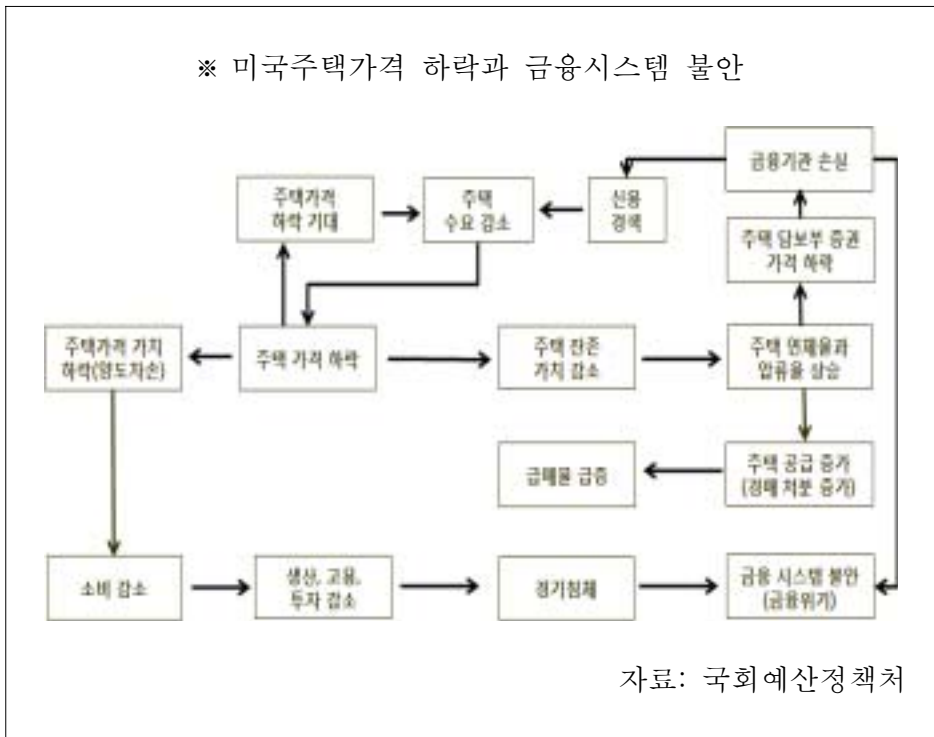 ※ 미국주택가격 하락과 금융시스템 불안
금융기관 손실
주택가격
하락 기대
주택
수요 감소
신용
경색
주택 담보부 증권
가격 하락
주택가격 가치
하락(양도차손)
주택 가격 하락
주택 잔존
가치 감소
주택 연체율과
압류율 상승
급매물 급증
주택 공급 증가
(경매 처분 증가)
소비 감소
생산, 고용,
투자 감소
경기침체
금융 시스템 불안
(금융위기)
자료: 국회예산정책처